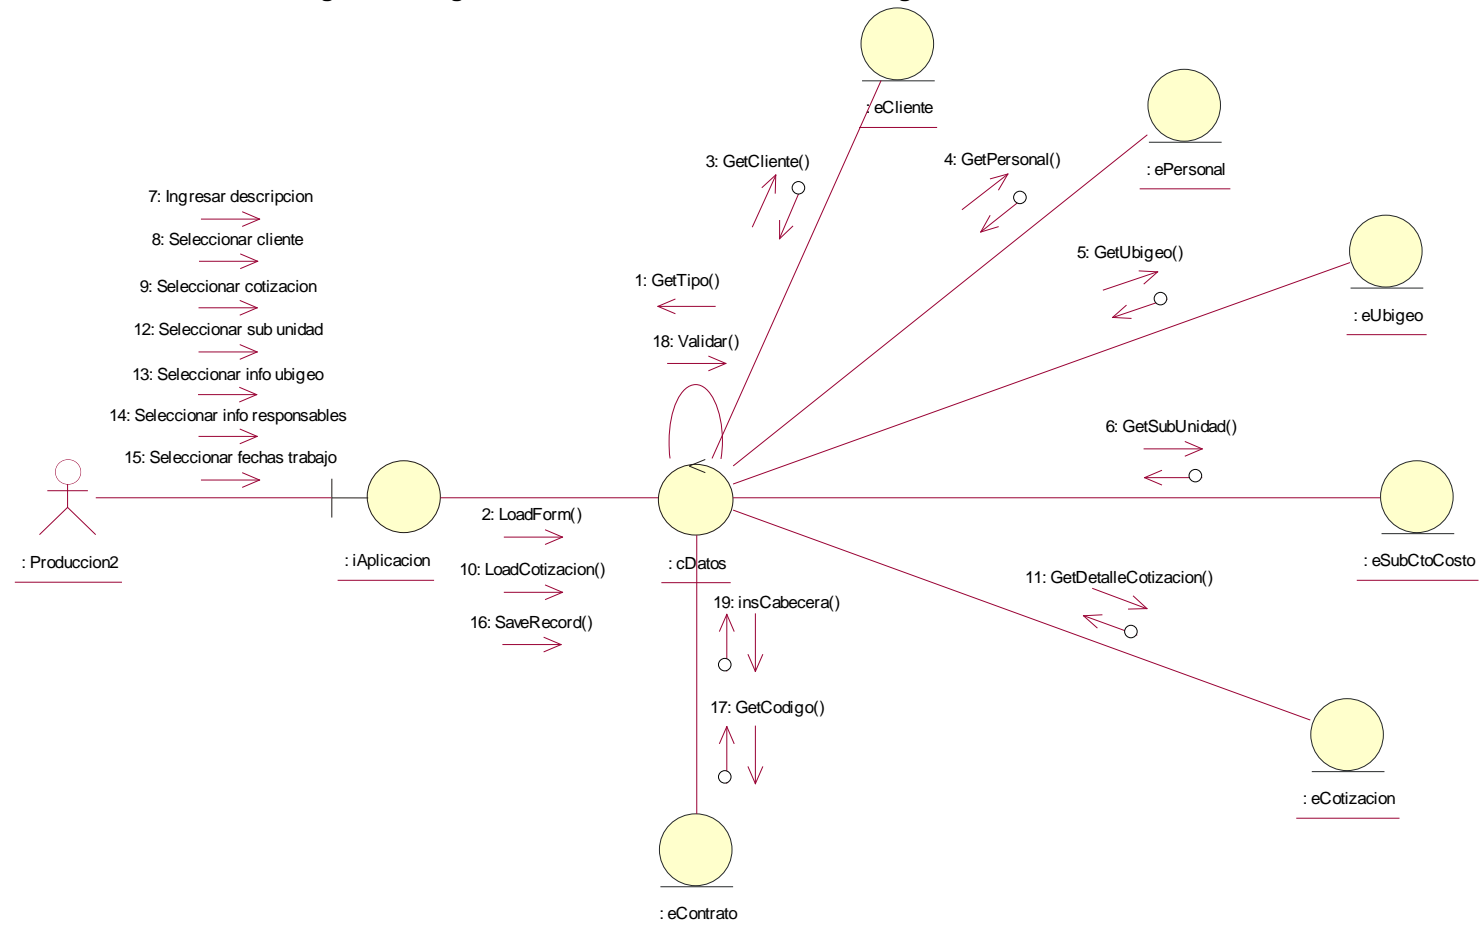 : eCliente
3: GetCliente()
4: GetPersonal()
: ePersonal
7: Ingresar descripcion
8: Seleccionar cliente
9: Seleccionar cotizacion
12: Seleccionar sub unidad
13: Seleccionar info ubigeo
14: Seleccionar info responsables
15: Seleccionar fechas trabajo
1: GetTipo()
18: Validar()
5: GetUbigeo()
: eUbigeo
6: GetSubUnidad()
: Produccion2
: iAplicacion
2: LoadForm()
10: LoadCotizacion()
16: SaveRecord()
: cDatos
: eSubCtoCosto
11: GetDetalleCotizacion()
19: insCabecera()
17: GetCodigo()
: eCotizacion
: eContrato